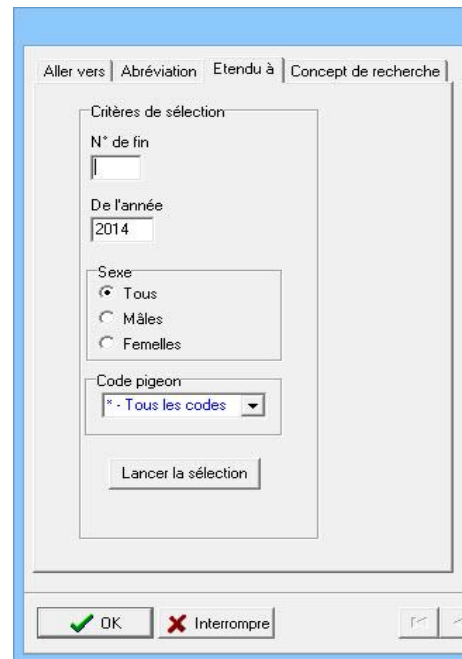 Aller vers Abréviation Etendu à Concept de recherche
Critères de sélection
N° de fin
De l'année
2014
Sexe
Tous
Mâles
Femelles
Code pigeon
* - Tous les codes
Lancer la sélection
OK Interrompre